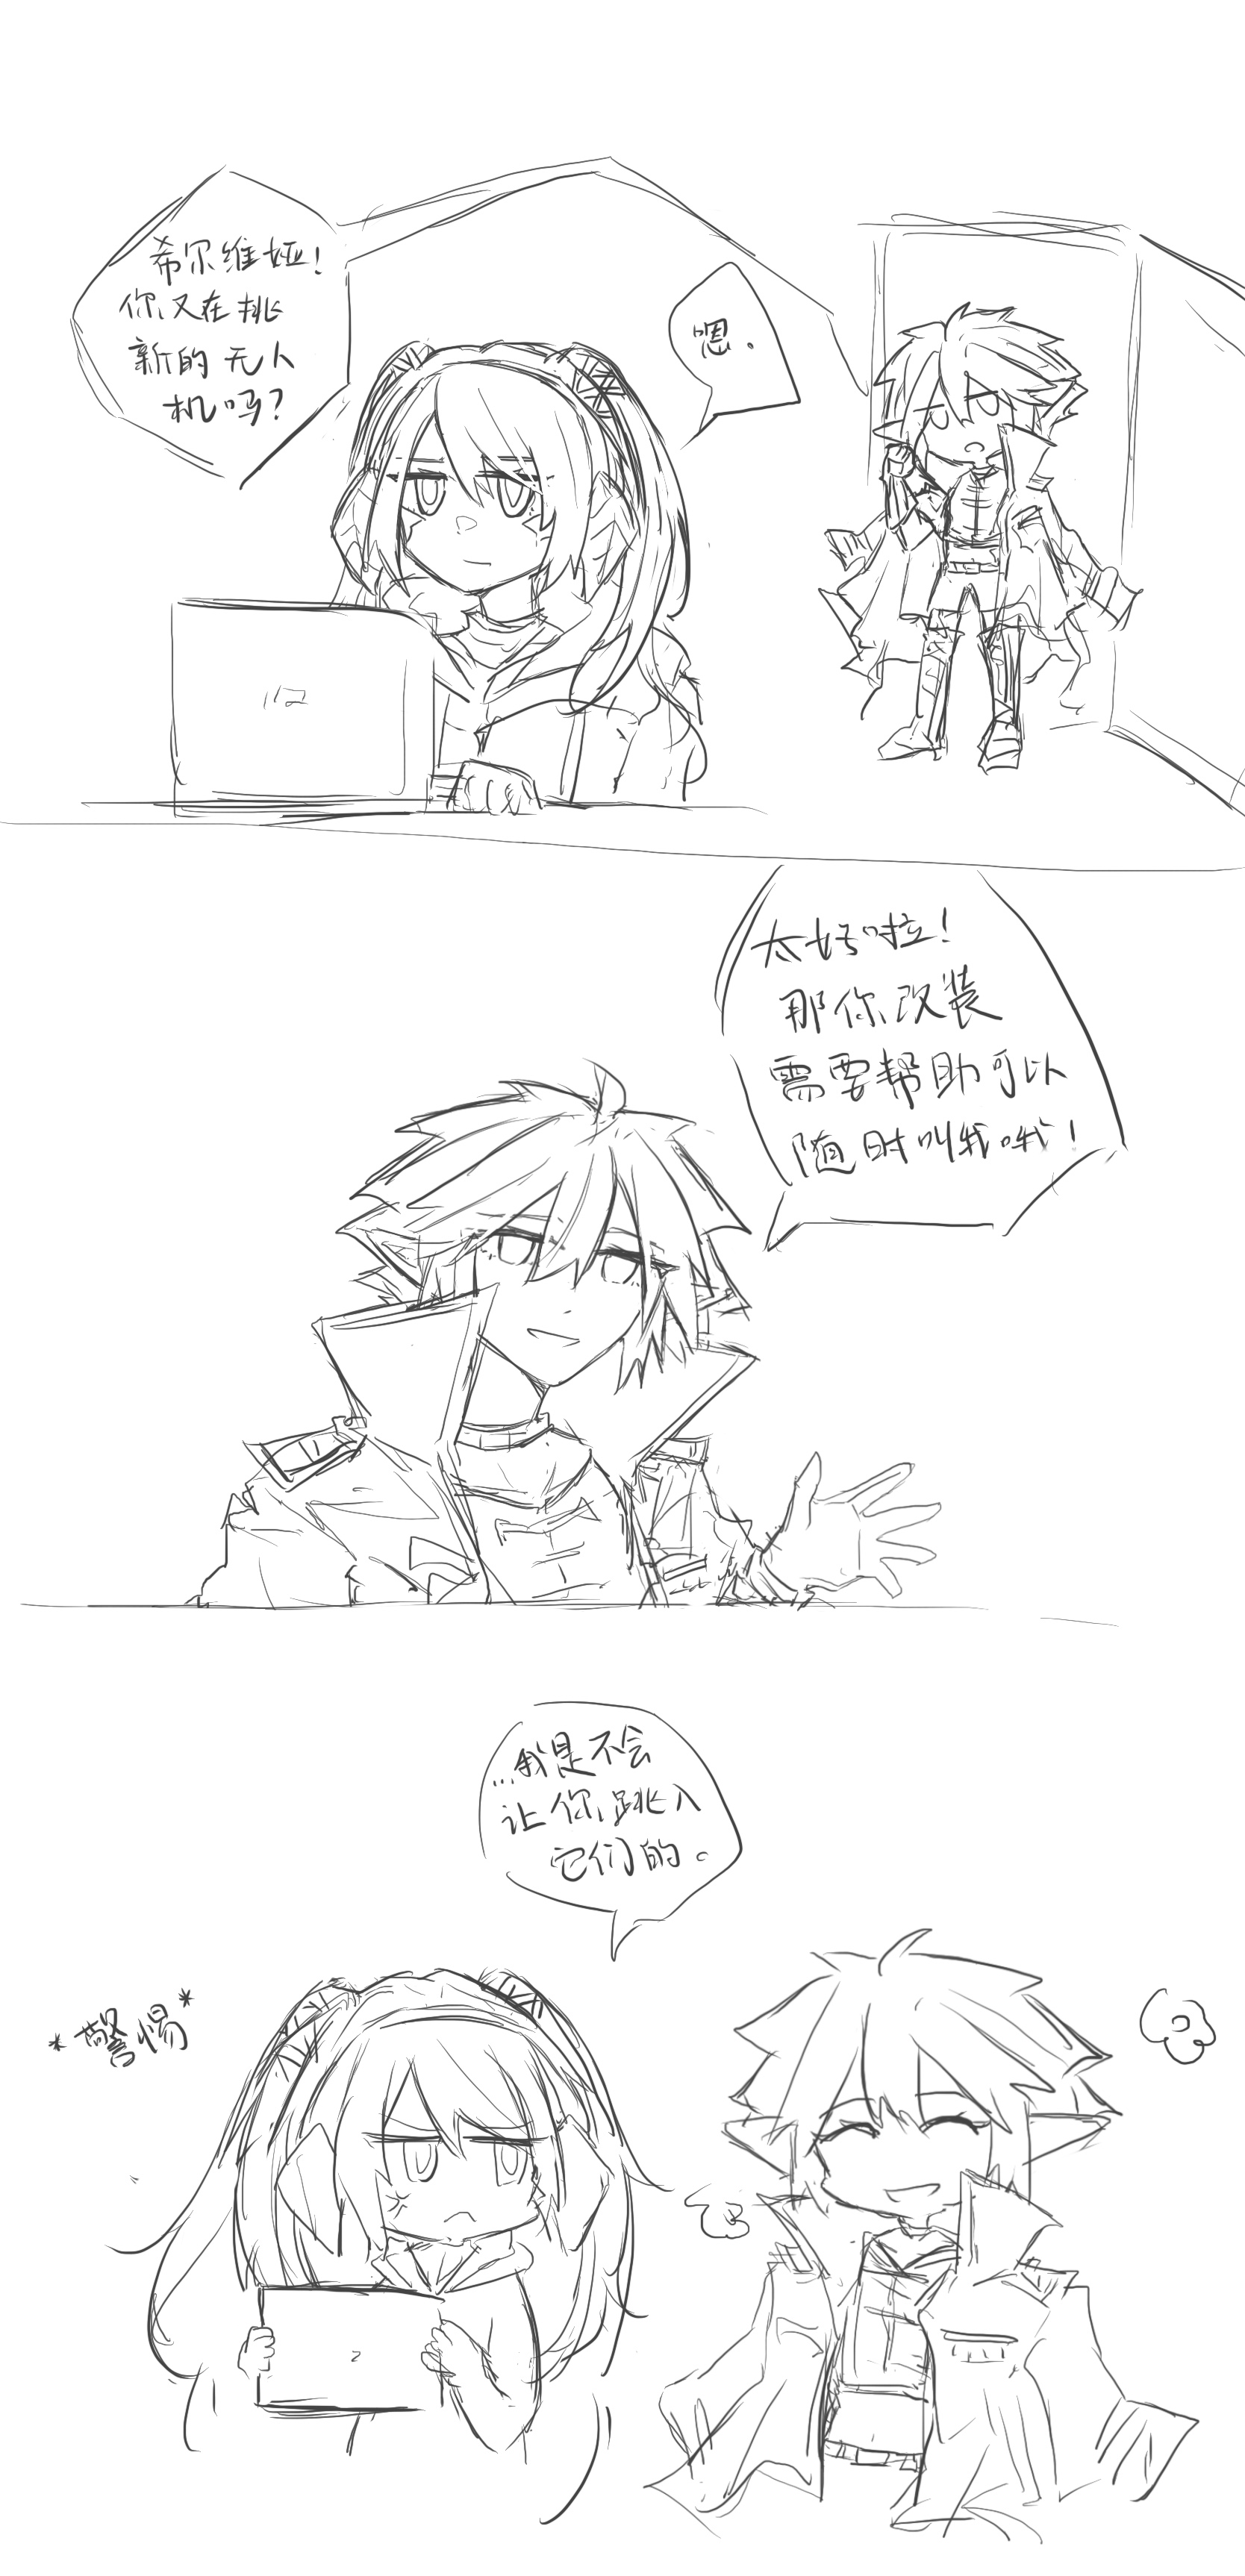 希尔维娅!
你又在挑
新的无人
机吗?
嗯.
112
太好啦!
那你改装
需要帮助可以
随时叫我哦!
...我是不会
让你跳入
它们的。
*警惕*
2